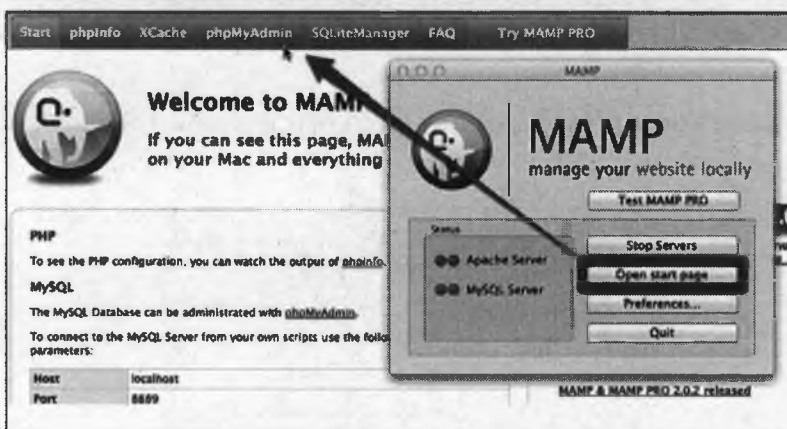 Start phpInfo XCache phpMyAdmin SQLiteManager FAQ Try MAMP PRO
Welcome to MAMP
If you can see this page, MA
on your Mac and everything
PHP
To see the PHP configuration, you can watch the output of phpinfo.
MySQL
The MySQL Database can be administrated with phpMyAdmin.
To connect to the MySQL Server from your own scripts use the follo
parameters:
Host localhost
Port 8889
MAMP
MAMP
manage your website locally
Test MAMP PRO
Status
Apache Server
MySQL Server
Stop Servers
Open start page
Preferences...
Quit
MAMP & MAMP PRO 2.0.2 released